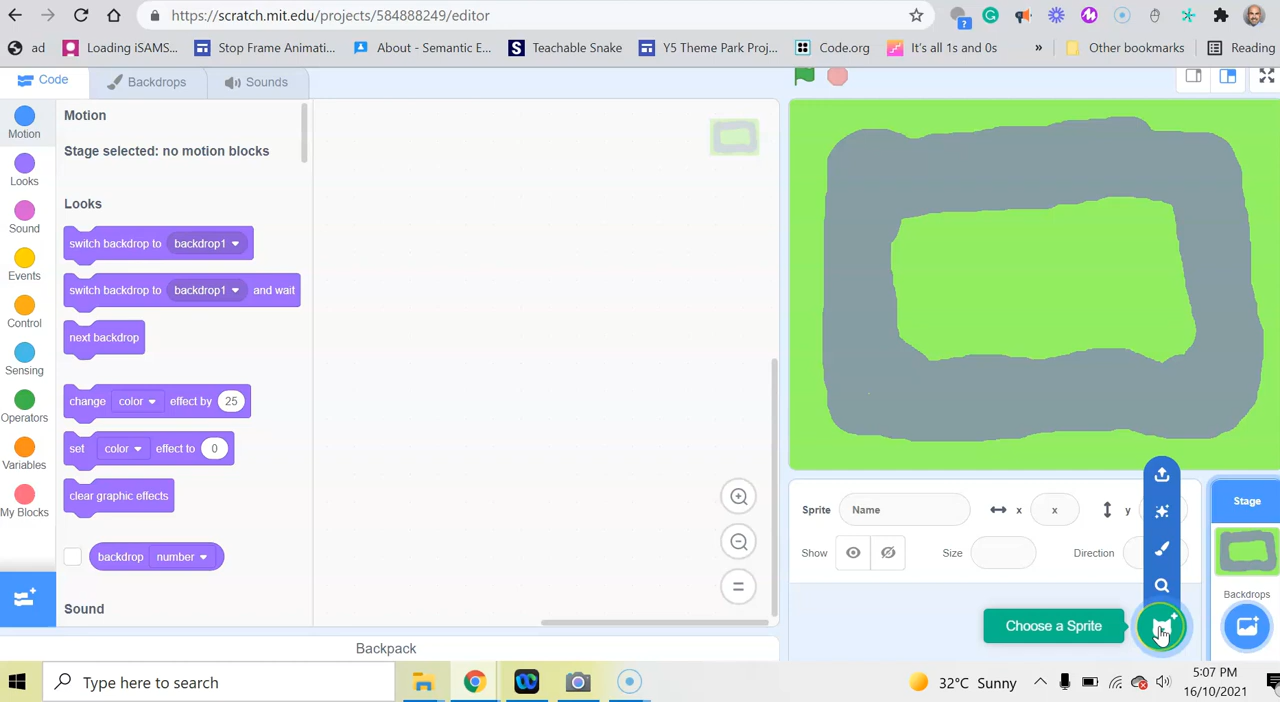 https://scratch.mit.edu/projects/584888249/editor
ad Loading iSAMS... Stop Frame Animati... About - Semantic E... Teachable Snake Y5 Theme Park Proj... Code.org It's all 1s and 0s » Other bookmarks Reading
Code Backdrops Sounds
Motion
Looks
Sound
Events
Control
Sensing
Operators
Variables
My Blocks
Motion
Stage selected: no motion blocks
Looks
switch backdrop to backdrop1
switch backdrop to backdrop1 and wait
next backdrop
change color effect by 25
set color effect to 0
clear graphic effects
backdrop number
Sound
Sprite Name x x y
Show Size Direction
Stage
Backdrops
Choose a Sprite
Backpack
Type here to search
32°C Sunny
5:07 PM
16/10/2021